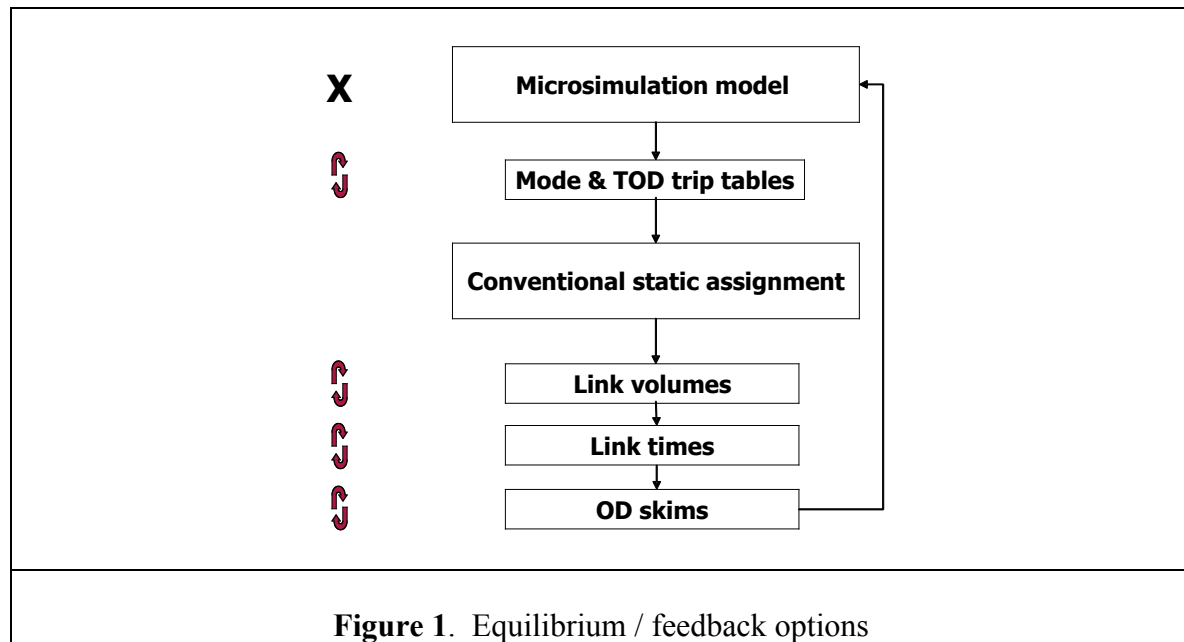 X
Microsimulation model
Mode & TOD trip tables
Conventional static assignment
Link volumes
Link times
OD skims
Figure 1.  Equilibrium / feedback options